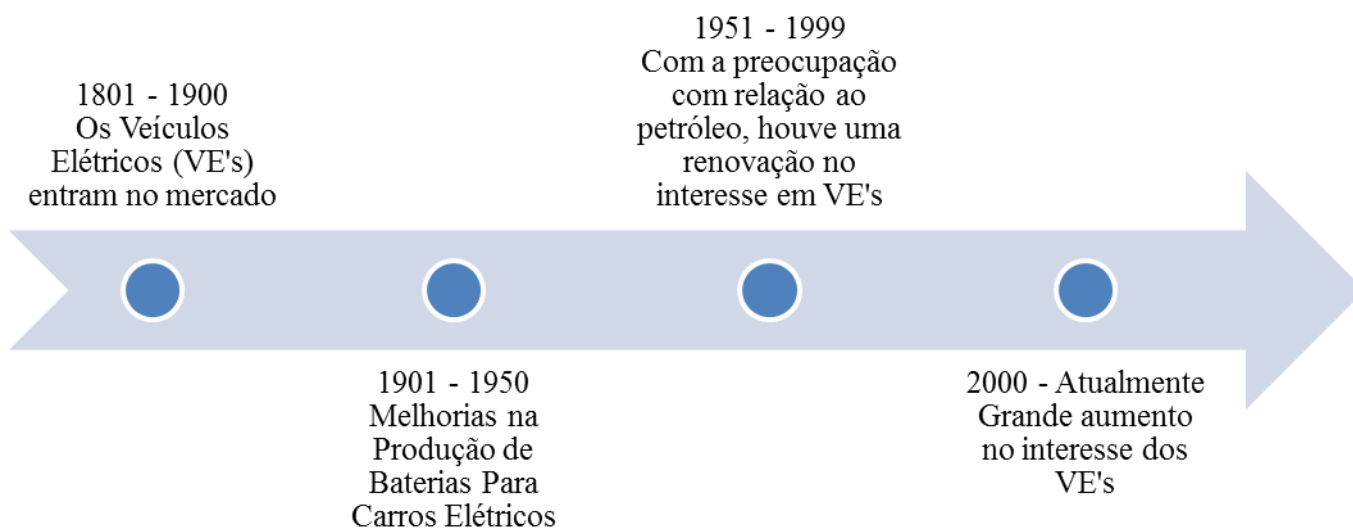 1801 - 1900
Os Veículos
Elétricos (VE's)
entram no mercado
1901 - 1950
Melhorias na
Produção de
Baterias Para
Carros Elétricos
1951 - 1999
Com a preocupação
com relação ao
petróleo, houve uma
renovação no
interesse em VE's
2000 - Atualmente
Grande aumento
no interesse dos
VE's